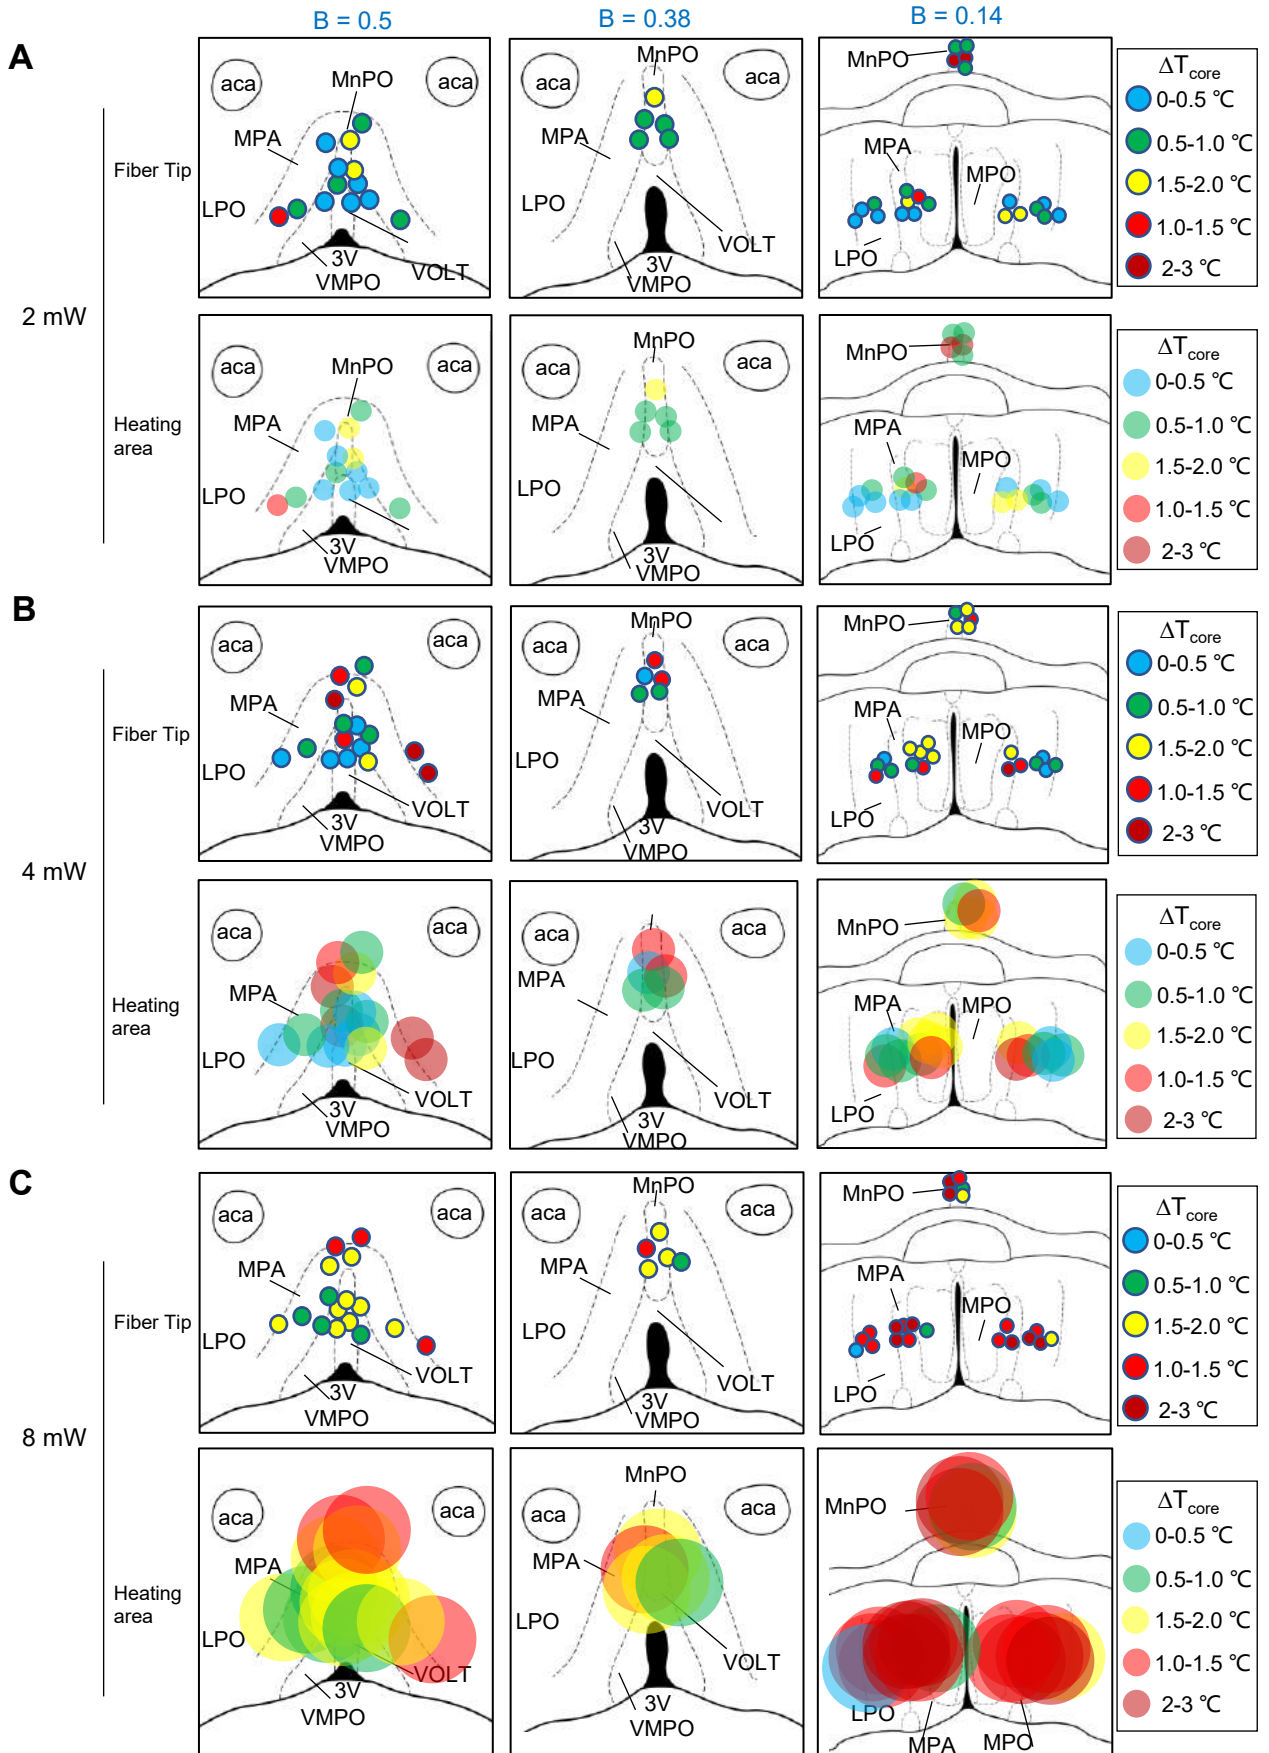 B = 0.5
B = 0.38
B = 0.14
A
2 mW
Fiber Tip
aca
aca
MnPO
MPA
LPO
3V
VMPO
VOLT
aca
aca
MnPO
MPA
LPO
3V
VMPO
VOLT
MnPO
MPA
MPO
LPO
ΔTcore
0-0.5 ℃
0.5-1.0 ℃
1.5-2.0 ℃
1.0-1.5 ℃
2-3 ℃
Heating
area
aca
aca
MnPO
MPA
LPO
3V
VMPO
aca
aca
MnPO
MPA
LPO
3V
VMPO
MnPO
MPA
MPO
LPO
ΔTcore
0-0.5 ℃
0.5-1.0 ℃
1.5-2.0 ℃
1.0-1.5 ℃
2-3 ℃
B
4 mW
Fiber Tip
aca
aca
MPA
LPO
VOLT
3V
VMPO
aca
aca
MnPO
MPA
LPO
VOLT
3V
VMPO
MnPO
MPA
MPO
LPO
ΔTcore
0-0.5 ℃
0.5-1.0 ℃
1.5-2.0 ℃
1.0-1.5 ℃
2-3 ℃
Heating
area
aca
aca
MPA
LPO
VOLT
3V
VMPO
aca
aca
MPA
LPO
VOLT
3V
VMPO
MnPO
MPA
MPO
LPO
ΔTcore
0-0.5 ℃
0.5-1.0 ℃
1.5-2.0 ℃
1.0-1.5 ℃
2-3 ℃
C
8 mW
Fiber Tip
aca
aca
MPA
LPO
VOLT
3V
VMPO
aca
aca
MnPO
MPA
LPO
VOLT
3V
VMPO
MnPO
MPA
MPO
LPO
ΔTcore
0-0.5 ℃
0.5-1.0 ℃
1.5-2.0 ℃
1.0-1.5 ℃
2-3 ℃
Heating
area
aca
aca
MPA
LPO
VOLT
3V
VMPO
MnPO
aca
aca
MPA
LPO
VOLT
3V
VMPO
MnPO
LPO
MPA
MPO
ΔTcore
0-0.5 ℃
0.5-1.0 ℃
1.5-2.0 ℃
1.0-1.5 ℃
2-3 ℃